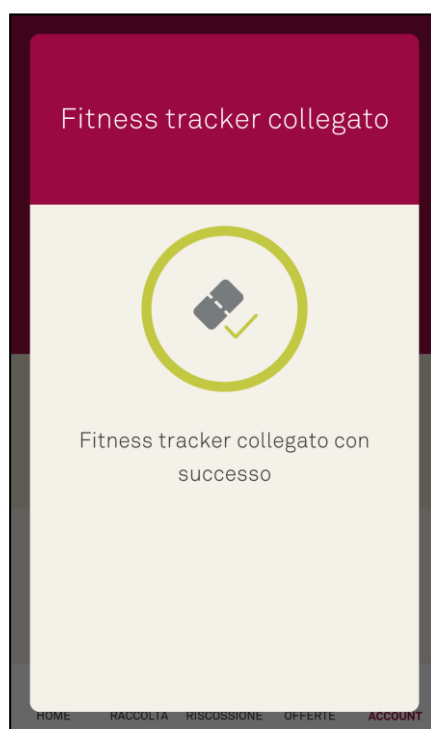 Fitness tracker collegato
Fitness tracker collegato con
successo
HOME RACCOLTA RISCOSSIONE OFFERTE ACCOUNT